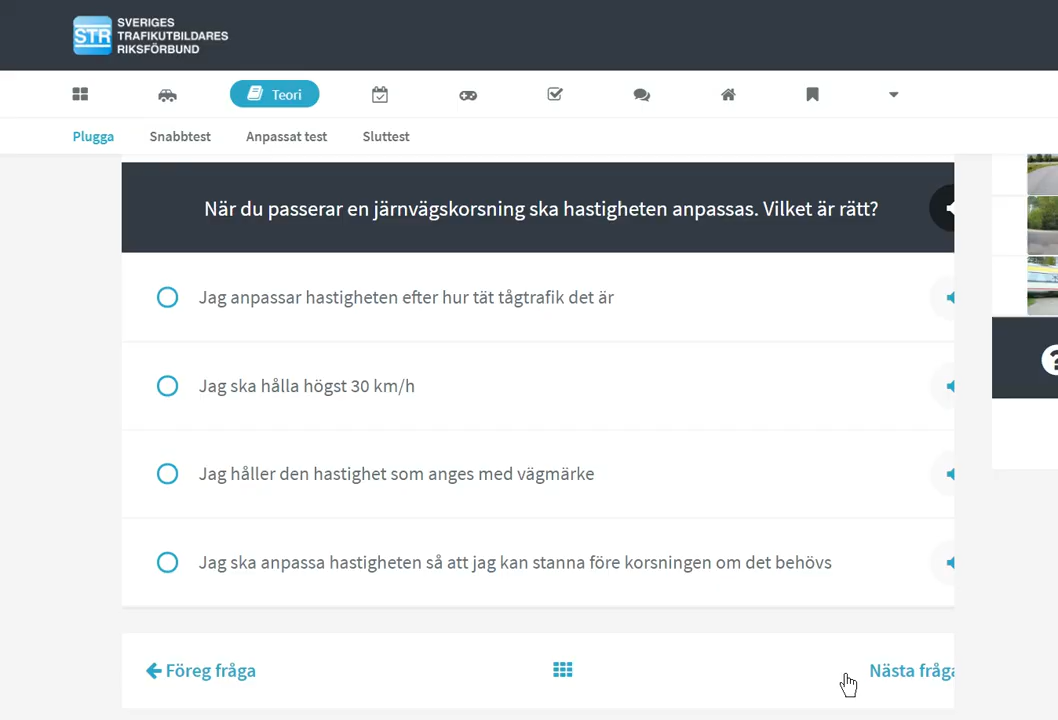 STR
SVERIGES
TRAFIKUTBILDARES
RIKSFÖRBUND
Teori
Plugga
Snabbtest
Anpassat test
Sluttest
När du passerar en järnvägskorsning ska hastigheten anpassas. Vilket är rätt?
Jag anpassar hastigheten efter hur tät tågtrafik det är
Jag ska hålla högst 30 km/h
Jag håller den hastighet som anges med vägmärke
Jag ska anpassa hastigheten så att jag kan stanna före korsningen om det behövs
Föreg fråga
Nästa fråga